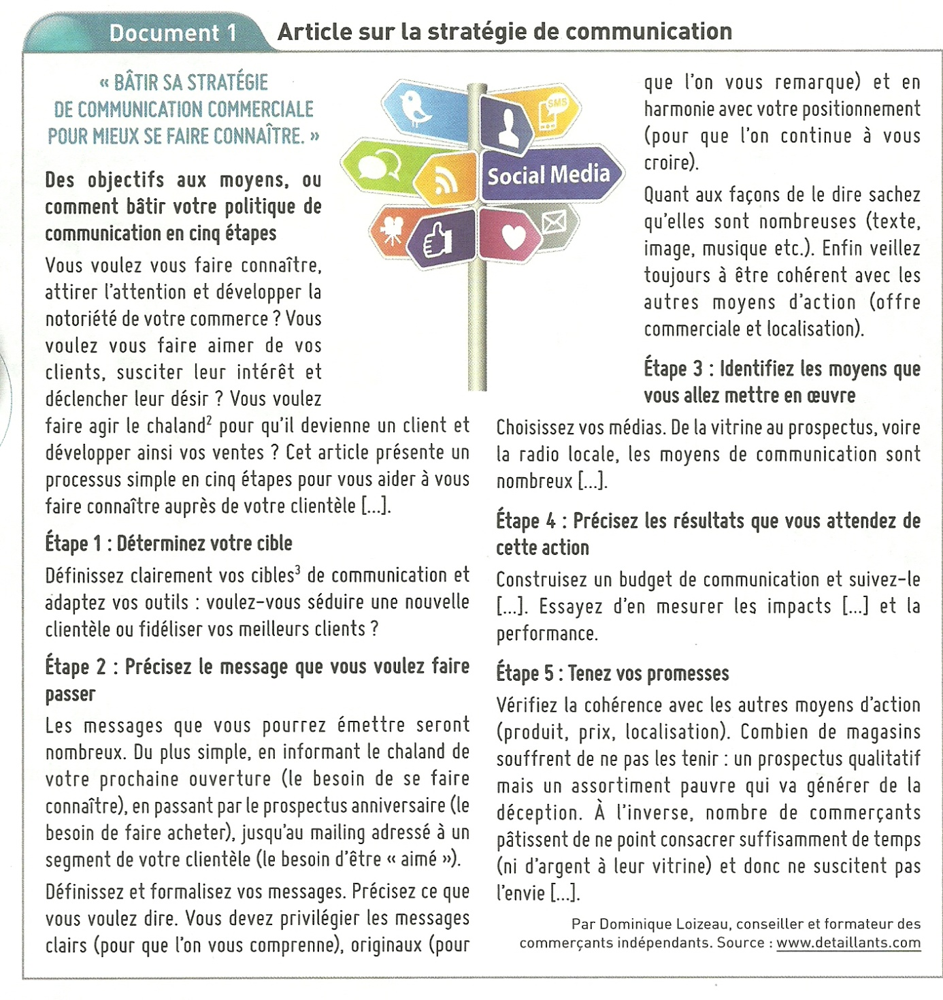 Document 1
Article sur la stratégie de communication
« BÂTIR SA STRATÉGIE
DE COMMUNICATION COMMERCIALE
POUR MIEUX SE FAIRE CONNAÎTRE. »
Des objectifs aux moyens, ou
comment bâtir votre politique de
communication en cinq étapes
Vous voulez vous faire connaître,
attirer l'attention et développer la
notoriété de votre commerce ? Vous
voulez vous faire aimer de vos
clients, susciter leur intérêt et
déclencher leur désir ? Vous voulez
faire agir le chaland² pour qu'il devienne un client et
développer ainsi vos ventes ? Cet article présente un
processus simple en cinq étapes pour vous aider à vous
faire connaître auprès de votre clientèle [...].
Étape 1 : Déterminez votre cible
Définissez clairement vos cibles³ de communication et
adaptez vos outils : voulez-vous séduire une nouvelle
clientèle ou fidéliser vos meilleurs clients ?
Étape 2 : Précisez le message que vous voulez faire
passer
Les messages que vous pourrez émettre seront
nombreux. Du plus simple, en informant le chaland de
votre prochaine ouverture (le besoin de se faire
connaître), en passant par le prospectus anniversaire (le
besoin de faire acheter), jusqu'au mailing adressé à un
segment de votre clientèle (le besoin d'être « aimé »).
Définissez et formalisez vos messages. Précisez ce que
vous voulez dire. Vous devez privilégier les messages
clairs (pour que l'on vous comprenne), originaux (pour
SMS
Social Media
que l'on vous remarque) et en
harmonie avec votre positionnement
(pour que l'on continue à vous
croire).
Quant aux façons de le dire sachez
qu'elles sont nombreuses (texte,
image, musique etc.). Enfin veillez
toujours à être cohérent avec les
autres moyens d'action (offre
commerciale et localisation).
Étape 3 : Identifiez les moyens que
vous allez mettre en œuvre
Choisissez vos médias. De la vitrine au prospectus, voire
la radio locale, les moyens de communication sont
nombreux [...].
Étape 4 : Précisez les résultats que vous attendez de
cette action
Construisez un budget de communication et suivez-le
[...]. Essayez d'en mesurer les impacts [...] et la
performance.
Étape 5 : Tenez vos promesses
Vérifiez la cohérence avec les autres moyens d'action
(produit, prix, localisation). Combien de magasins
souffrent de ne pas les tenir : un prospectus qualitatif
mais un assortiment pauvre qui va générer de la
déception. À l'inverse, nombre de commerçants
pâtissent de ne point consacrer suffisamment de temps
(ni d'argent à leur vitrine) et donc ne suscitent pas
l'envie [...].
Par Dominique Loizeau, conseiller et formateur des
commerçants indépendants. Source : www.detaillants.com